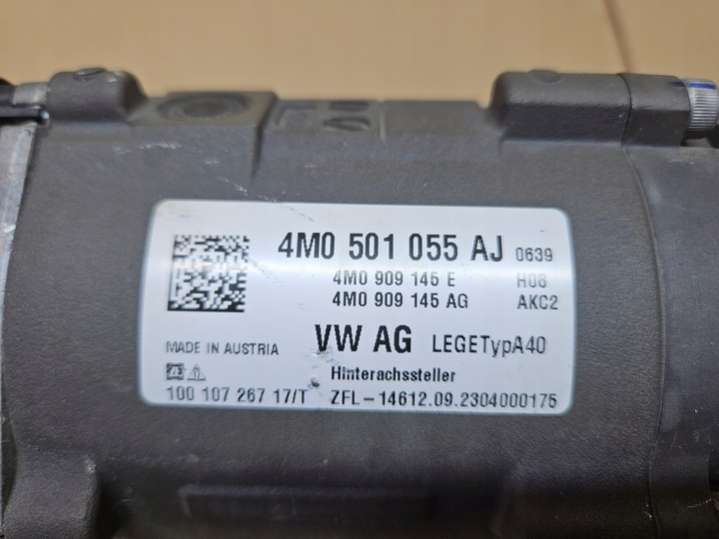 4M0 501 055 AJ 0639
4M0 909 145 E H08
4M0 909 145 AG AKC2
MADE IN AUSTRIA VW AG LEGETypA40
ZF Hinterachssteller
100 107 267 17/T ZFL-14612.09.2304000175